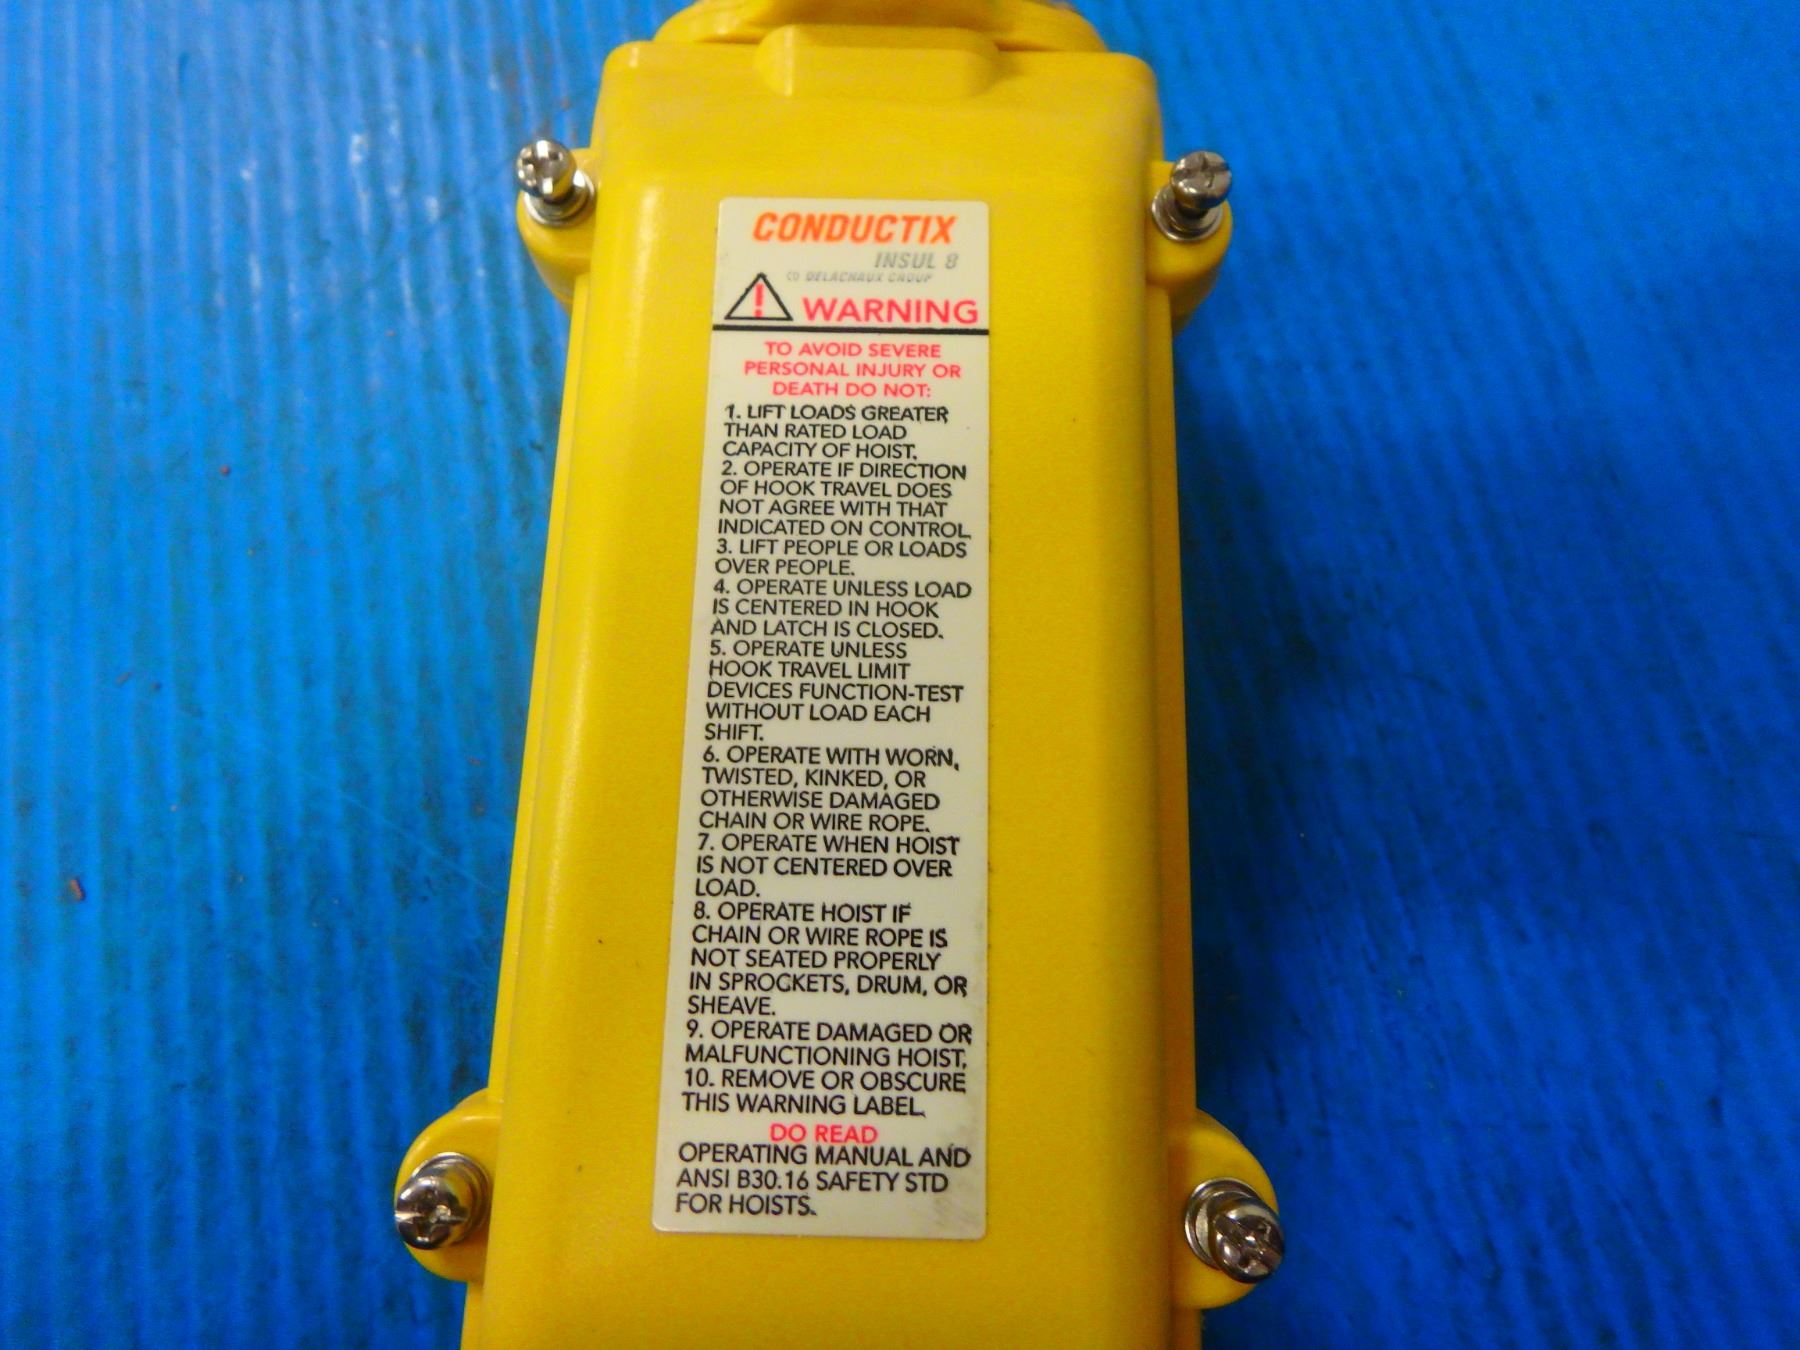 CONDUCTIX
INSUL 8
DELACHAUX GROUP
! WARNING
TO AVOID SEVERE
PERSONAL INJURY OR
DEATH DO NOT:
1. LIFT LOADS GREATER
THAN RATED LOAD
CAPACITY OF HOIST.
2. OPERATE IF DIRECTION
OF HOOK TRAVEL DOES
NOT AGREE WITH THAT
INDICATED ON CONTROL.
3. LIFT PEOPLE OR LOADS
OVER PEOPLE.
4. OPERATE UNLESS LOAD
IS CENTERED IN HOOK
AND LATCH IS CLOSED.
5. OPERATE UNLESS
HOOK TRAVEL LIMIT
DEVICES FUNCTION-TEST
WITHOUT LOAD EACH
SHIFT.
6. OPERATE WITH WORN,
TWISTED, KINKED, OR
OTHERWISE DAMAGED
CHAIN OR WIRE ROPE.
7. OPERATE WHEN HOIST
IS NOT CENTERED OVER
LOAD.
8. OPERATE HOIST IF
CHAIN OR WIRE ROPE IS
NOT SEATED PROPERLY
IN SPROCKETS, DRUM, OR
SHEAVE.
9. OPERATE DAMAGED OR
MALFUNCTIONING HOIST.
10. REMOVE OR OBSCURE
THIS WARNING LABEL.
DO READ
OPERATING MANUAL AND
ANSI B30.16 SAFETY STD
FOR HOISTS.